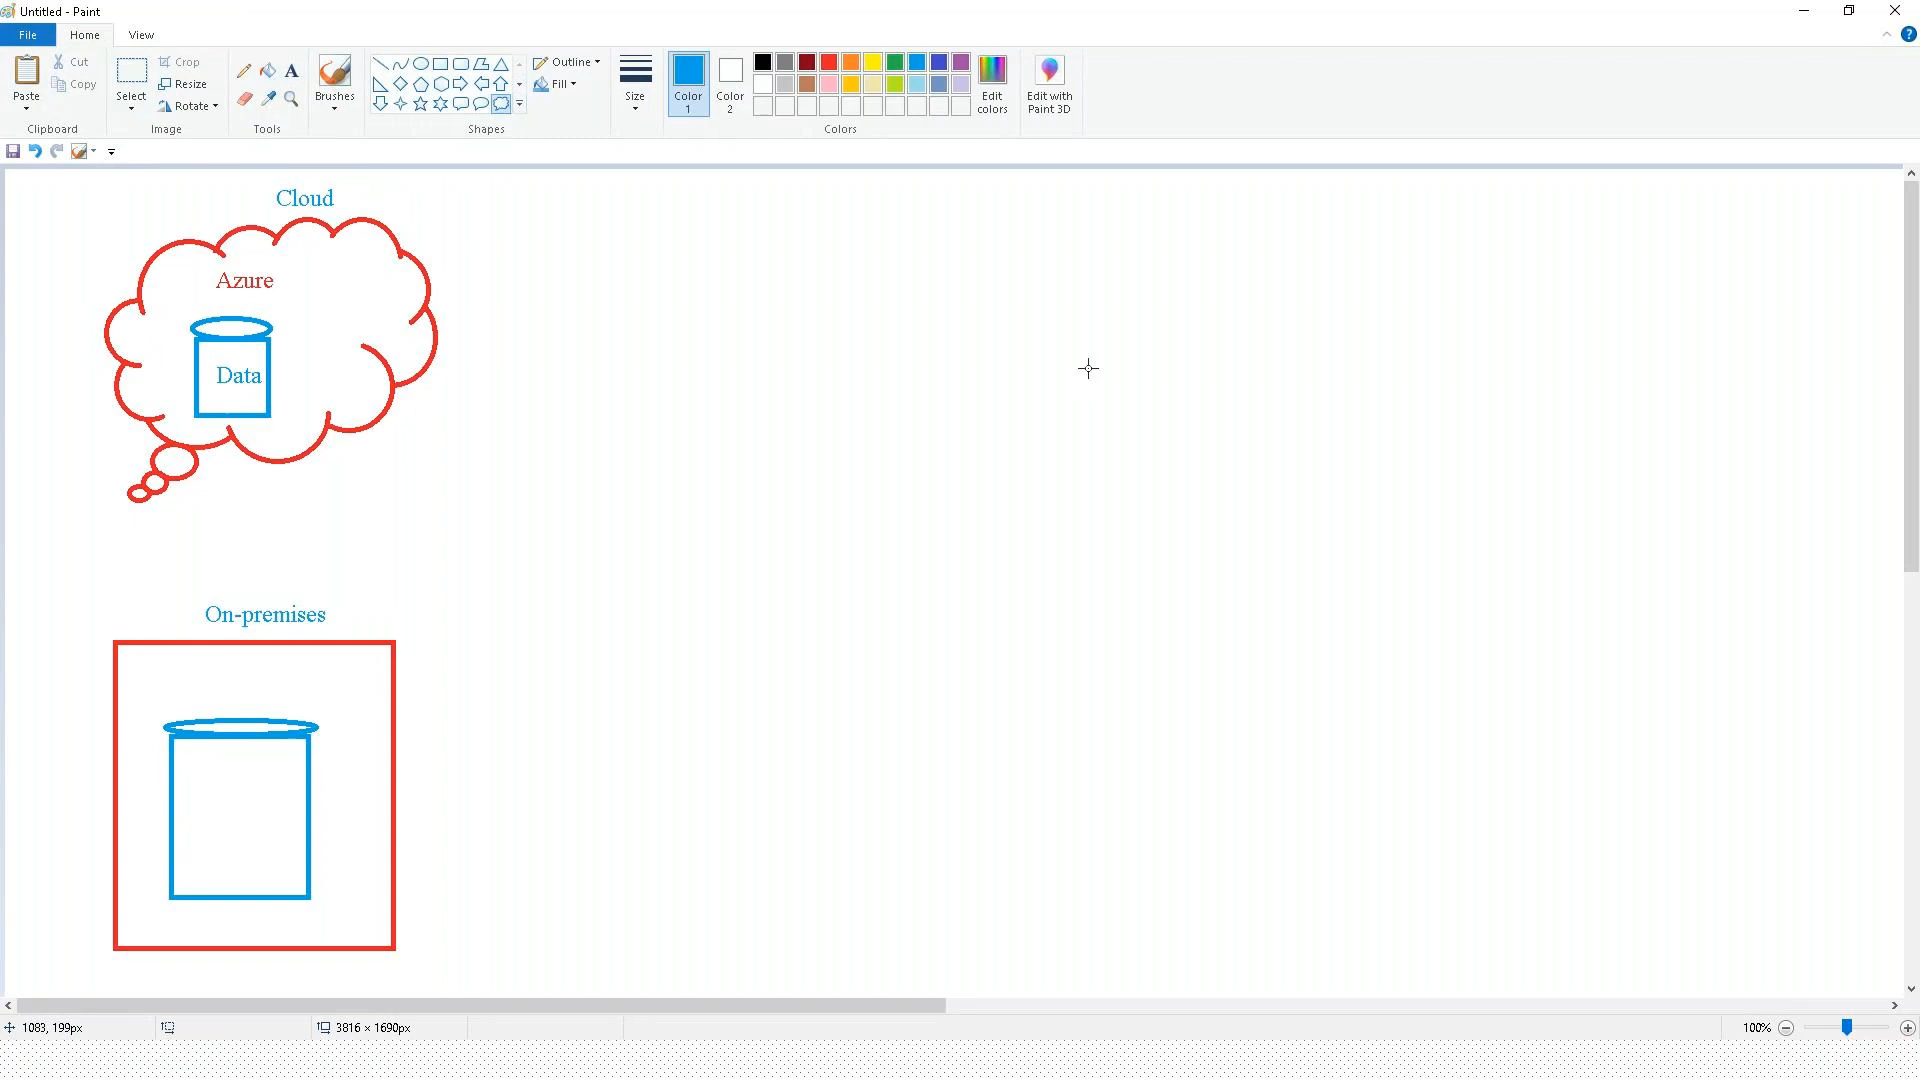 Untitled - Paint
File
Home
View
Paste
Cut
Copy
Clipboard
Select
Crop
Resize
Rotate
Image
A
Tools
Brushes
Shapes
Outline
Fill
Size
Color
1
Color
2
Edit
colors
Colors
Edit with
Paint 3D
?
Cloud
Azure
Data
On-premises
1083, 199px
3816 × 1690px
100%